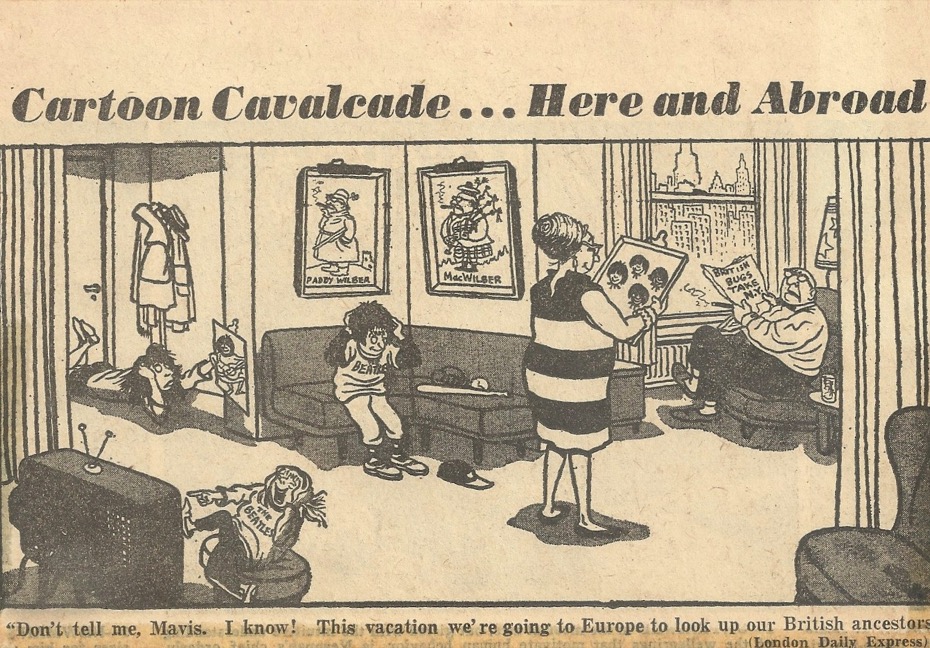 Cartoon Cavalcade... Here and Abroad
PADDY WILBER
MacWILBER
BRITISH
BUGS
TAKE
N.Y.
BEATLE
THE
BEATLES
"Don't tell me, Mavis. I know! This vacation we're going to Europe to look up our British ancestors
(London Daily Express)